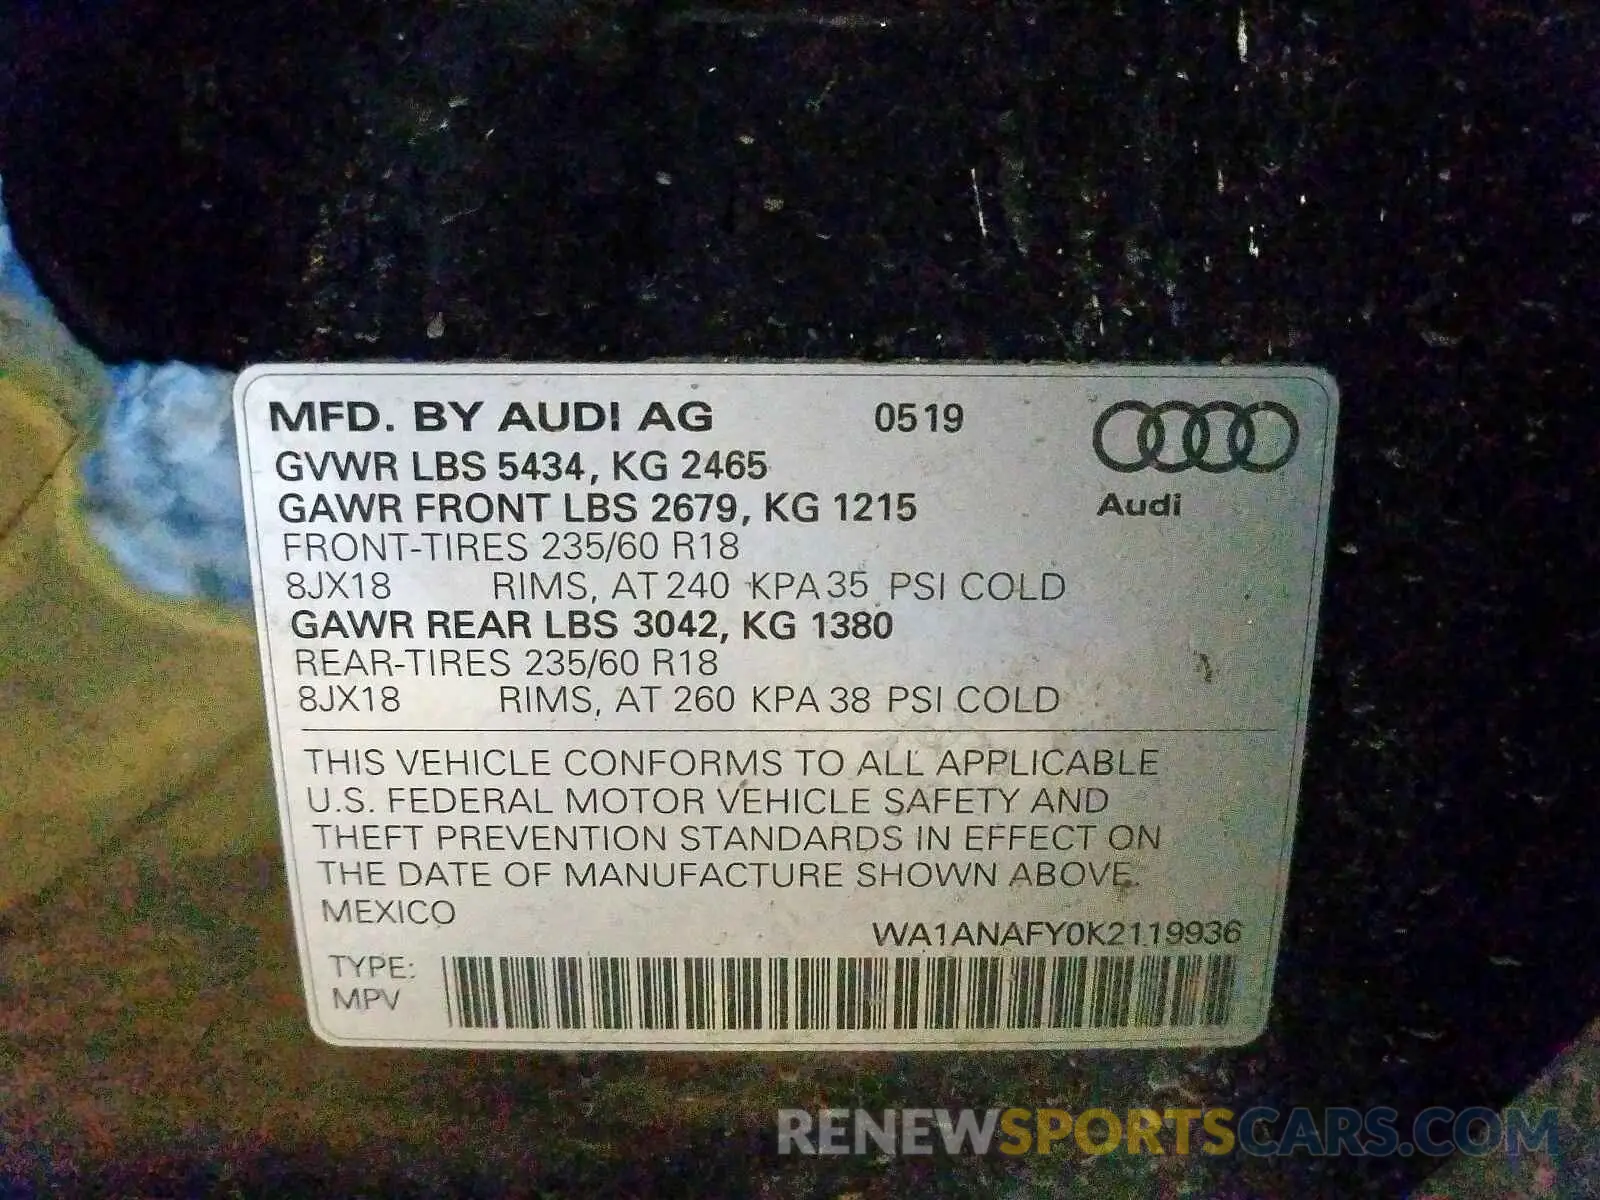 MFD. BY AUDI AG 0519
GVWR LBS 5434, KG 2465
GAWR FRONT LBS 2679, KG 1215
Audi
FRONT-TIRES 235/60 R18
8JX18 RIMS, AT 240 KPA 35 PSI COLD
GAWR REAR LBS 3042, KG 1380
REAR-TIRES 235/60 R18
8JX18 RIMS, AT 260 KPA 38 PSI COLD
THIS VEHICLE CONFORMS TO ALL APPLICABLE
U.S. FEDERAL MOTOR VEHICLE SAFETY AND
THEFT PREVENTION STANDARDS IN EFFECT ON
THE DATE OF MANUFACTURE SHOWN ABOVE.
MEXICO
WA1ANAFY0K2119936
TYPE:
MPV
RENEWSPORTSCARS.COM